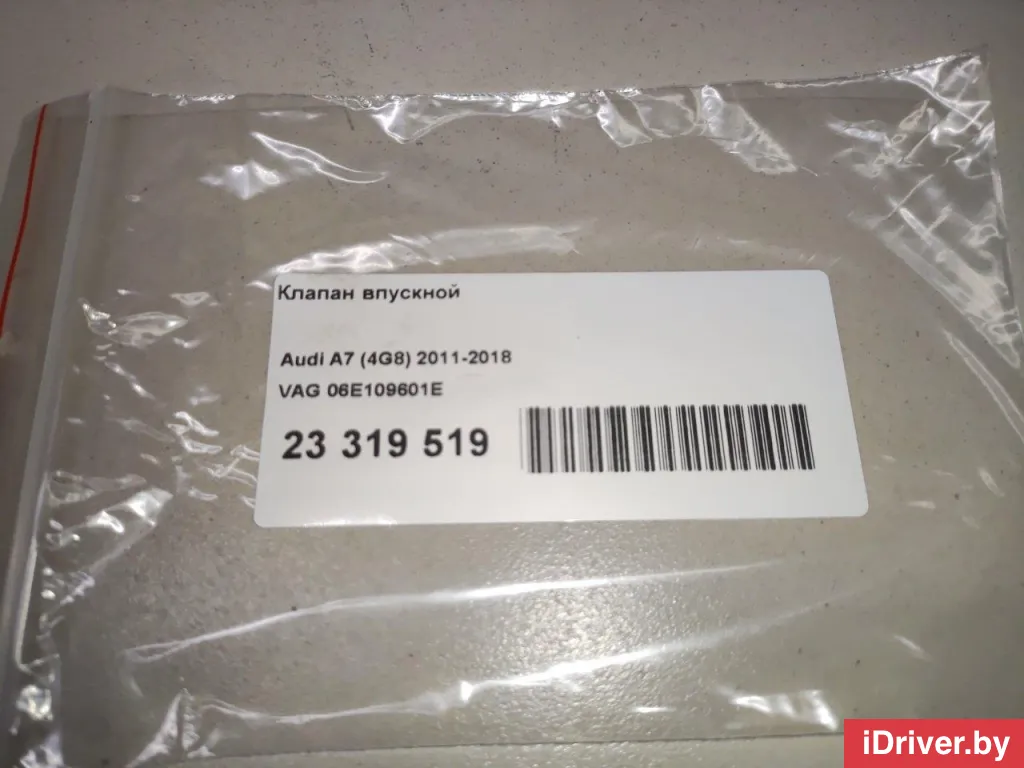 Клапан впускной
Audi A7 (4G8) 2011-2018
VAG 06E109601E
23 319 519
iDriver.by